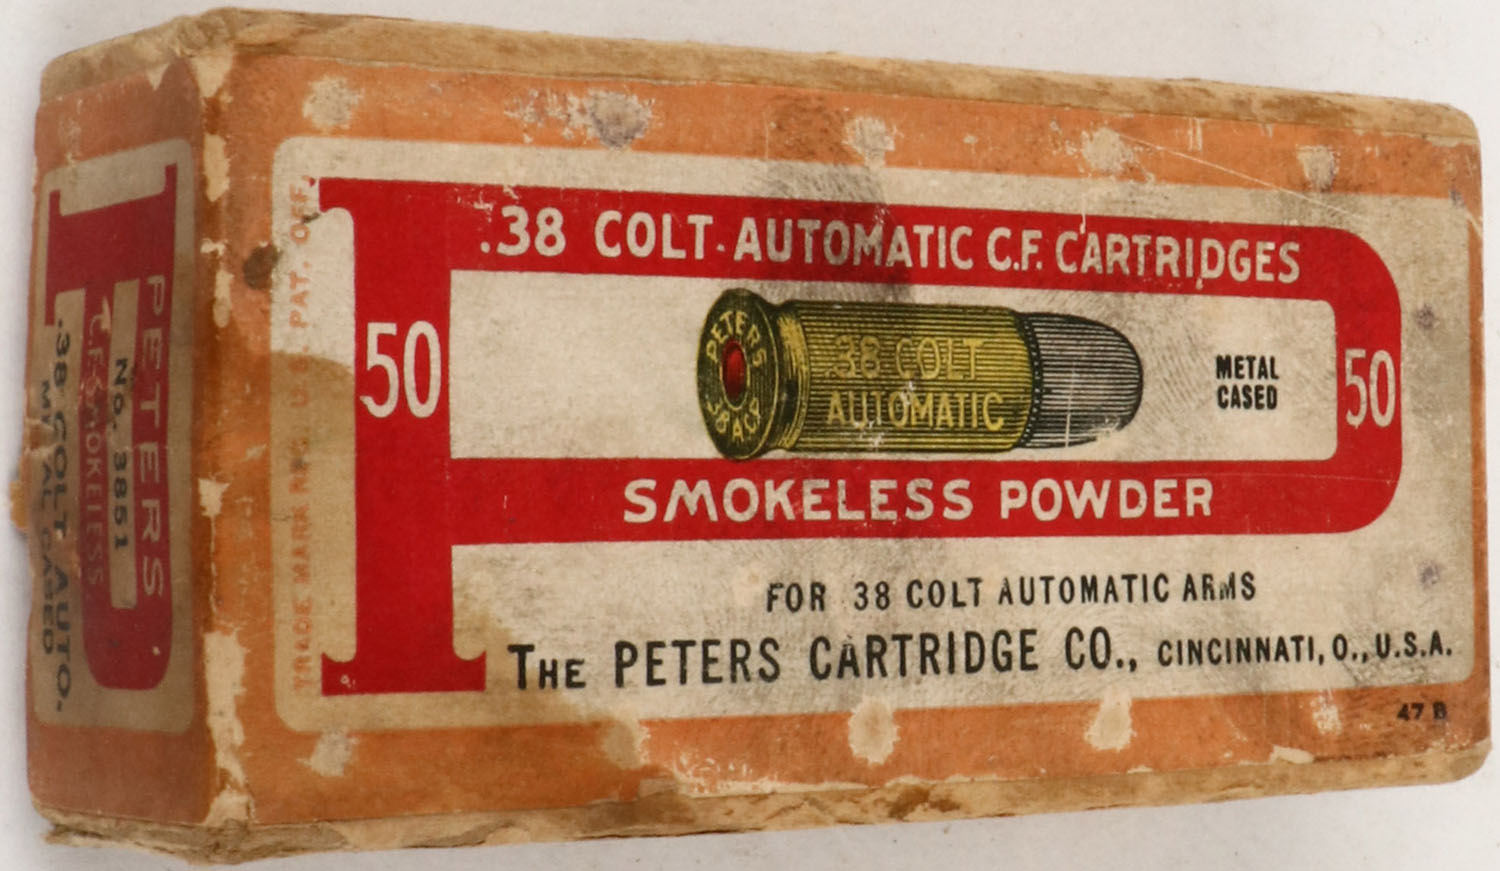 .38 COLT AUTOMATIC C.F. CARTRIDGES
50
PETERS
38 A.C.P.
.38 COLT
AUTOMATIC
METAL
CASED
50
SMOKELESS POWDER
FOR 38 COLT AUTOMATIC ARMS
THE PETERS CARTRIDGE CO., CINCINNATI, O., U.S.A.
47 B
TRADE MARK REG. U.S. PAT. OFF.
PETERS
NO. 3851
C.F. SMOKELESS.
.38 COLT AUTO.
METAL CASED